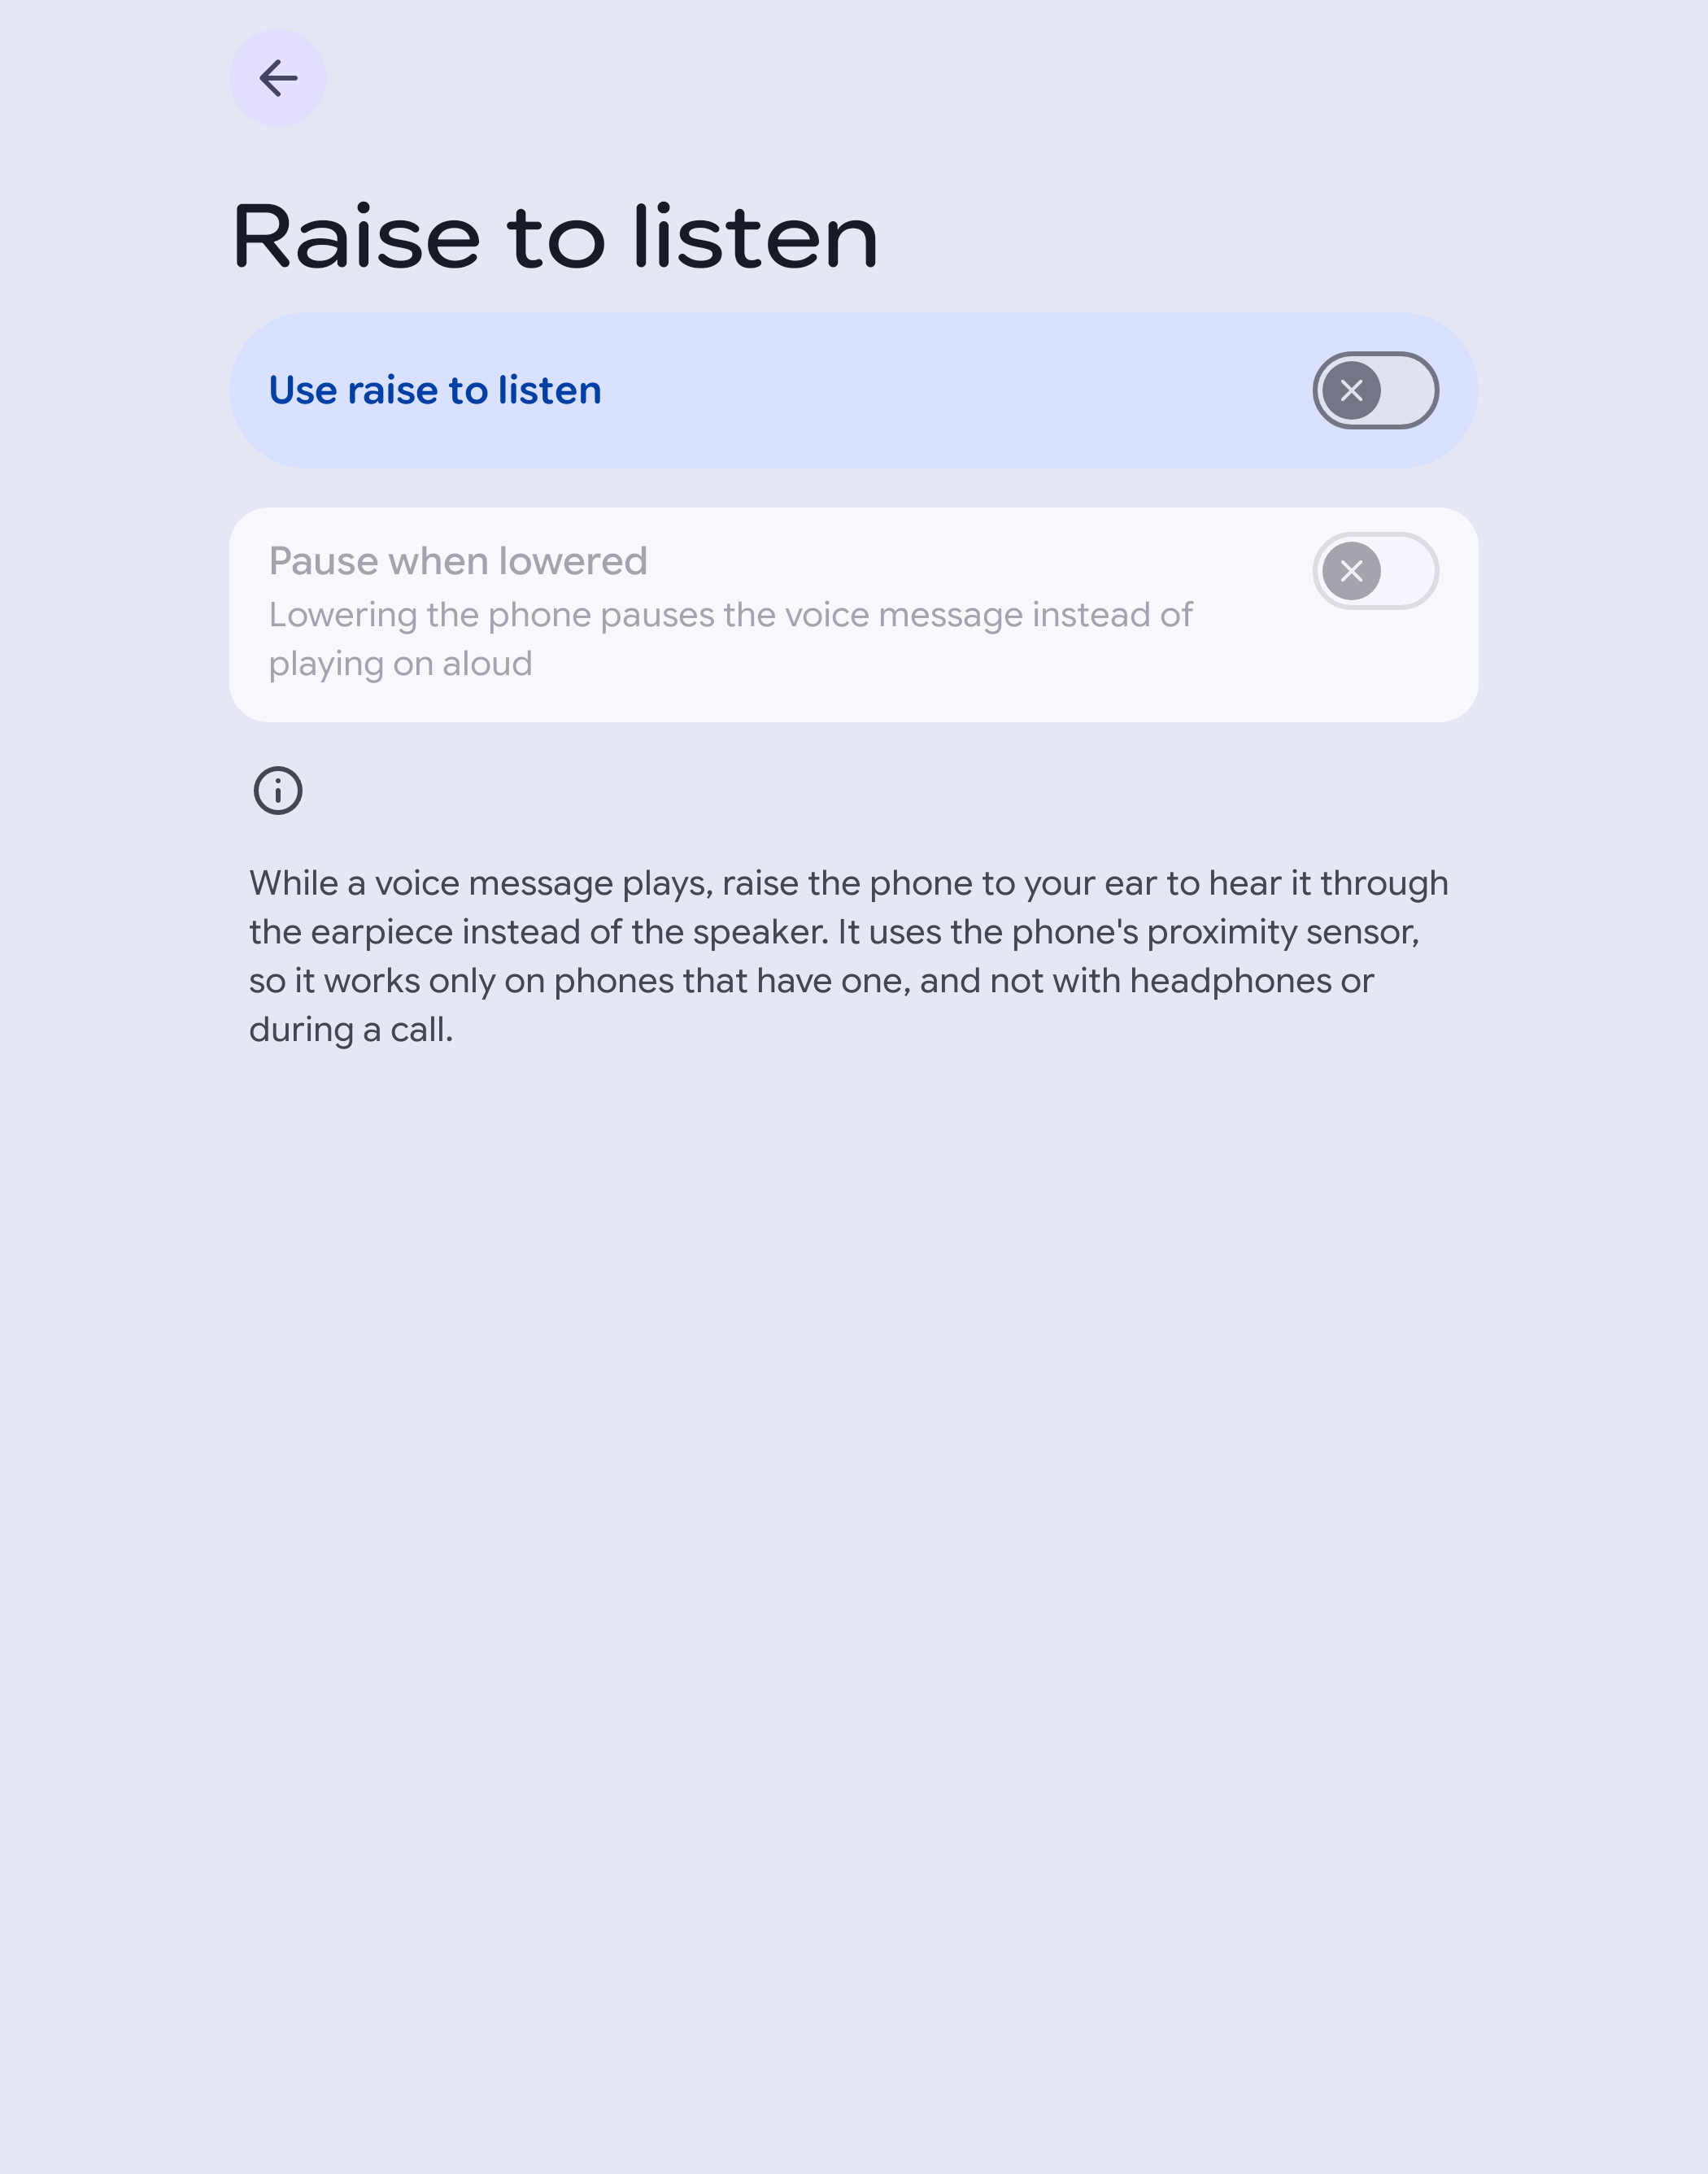 Raise to listen
Use raise to listen
Pause when lowered
Lowering the phone pauses the voice message instead of
playing on aloud
While a voice message plays, raise the phone to your ear to hear it through
the earpiece instead of the speaker. It uses the phone's proximity sensor,
so it works only on phones that have one, and not with headphones or
during a call.